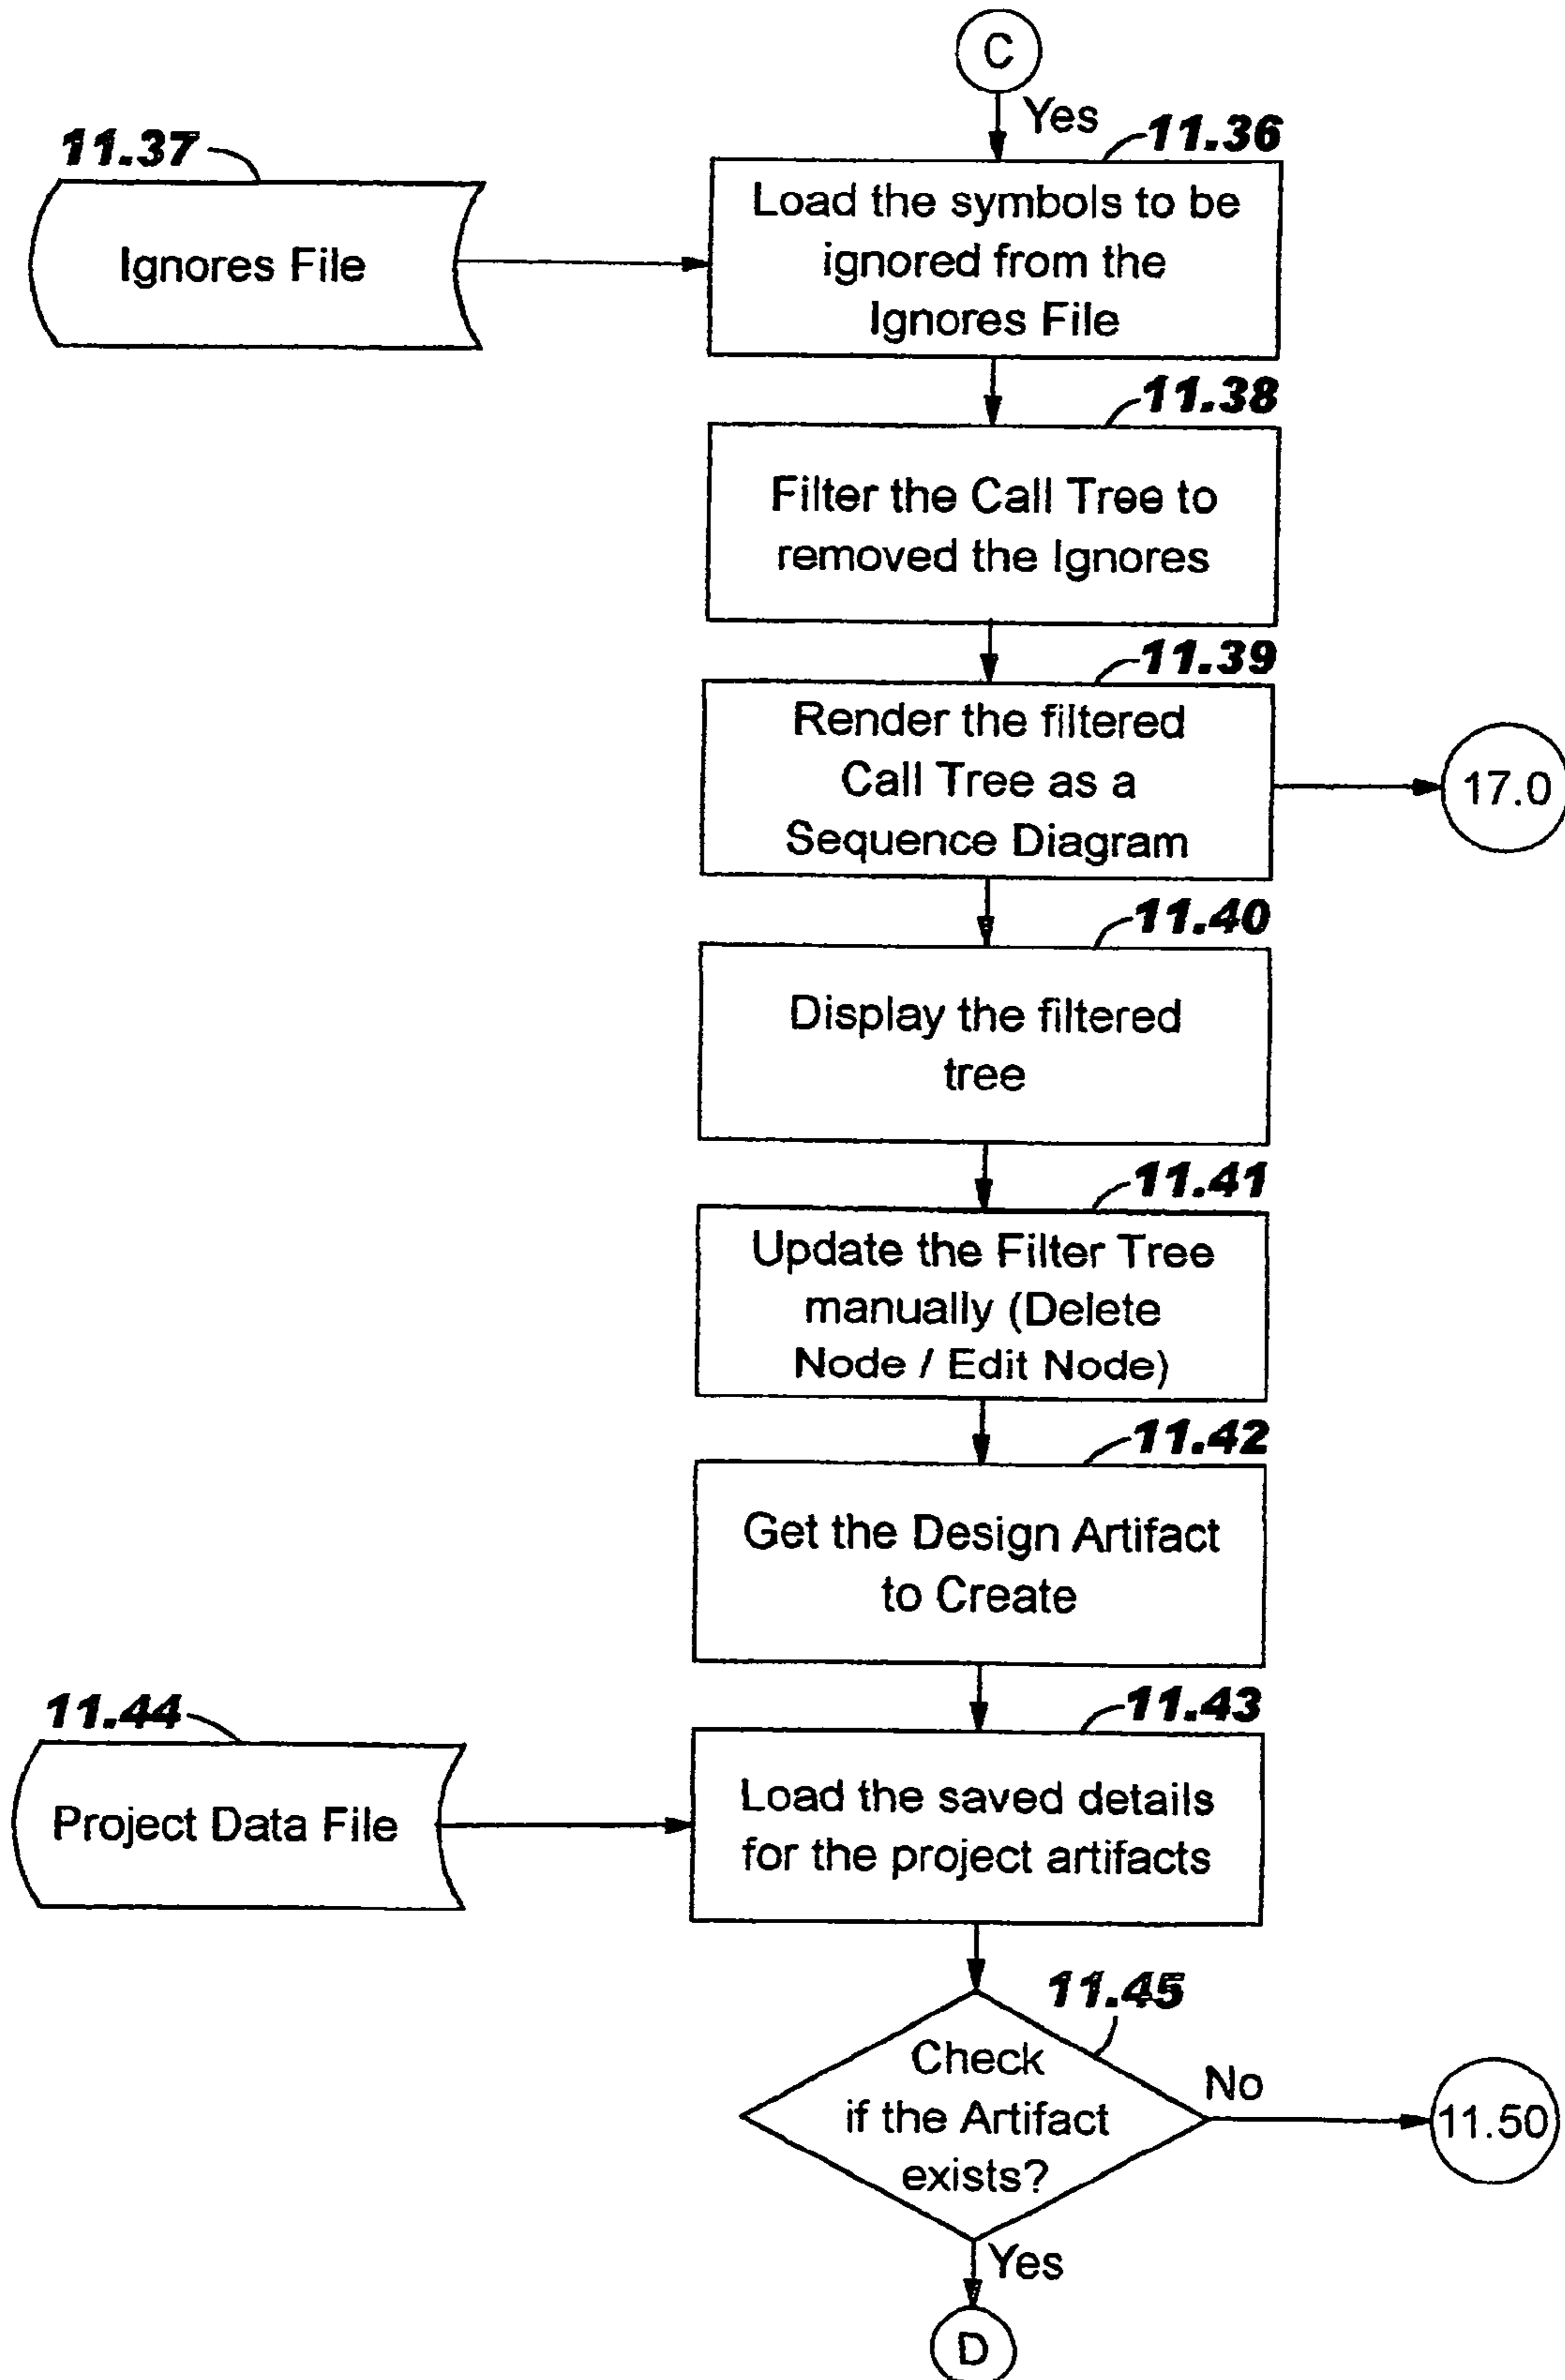 C
Yes
11.36
11.37
Load the symbols to be
ignored from the
Ignores File
Ignores File
11.38
Filter the Call Tree to
removed the Ignores
11.39
Render the filtered
Call Tree as a
Sequence Diagram
17.0
11.40
Display the filtered
tree
11.41
Update the Filter Tree
manually (Delete
Node / Edit Node)
11.42
Get the Design Artifact
to Create
11.43
11.44
Load the saved details
for the project artifacts
Project Data File
11.45
Check
if the Artifact
exists?
No
11.50
Yes
D